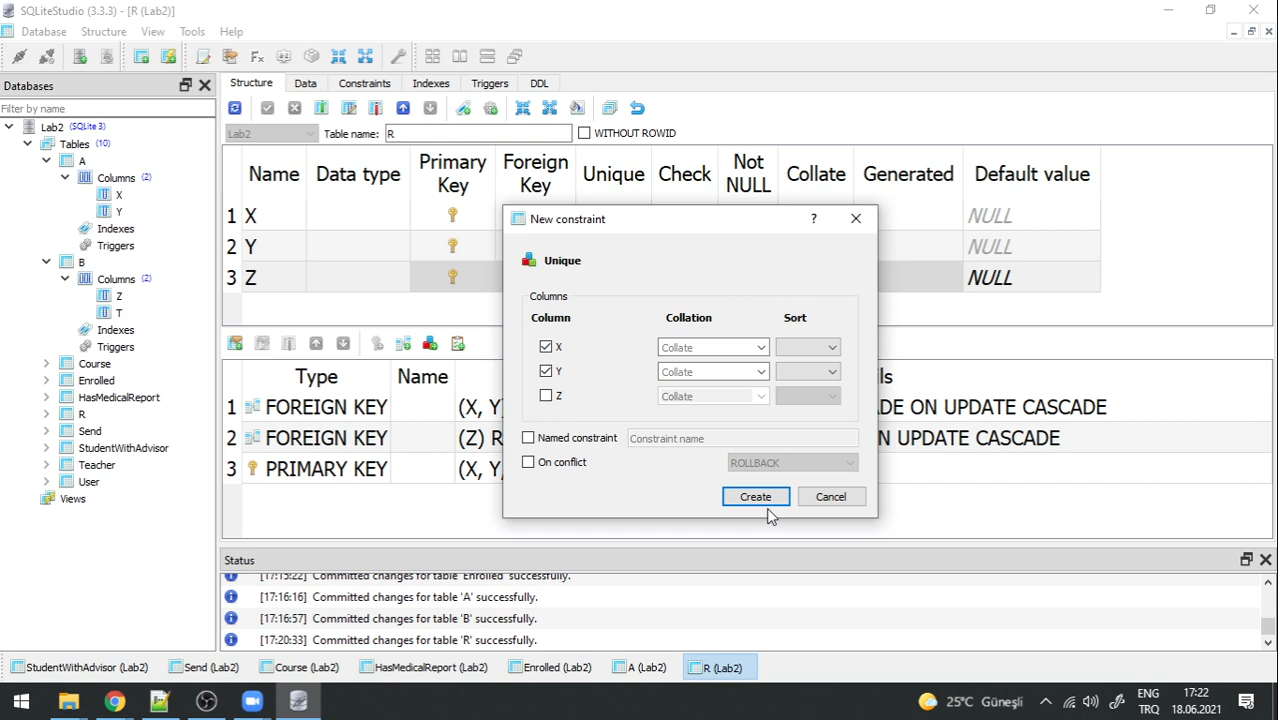 SQLiteStudio (3.3.3) - [R (Lab2)]
Database Structure View Tools Help
Databases
Structure Data Constraints Indexes Triggers DDL
Filter by name
Lab2 (SQLite 3)
Tables (10)
A
Columns (2)
X
Y
Indexes
Triggers
B
Columns (2)
Z
T
Indexes
Triggers
Course
Enrolled
HasMedicalReport
R
Send
StudentWithAdvisor
Teacher
User
Views
Lab2 Table name: R WITHOUT ROWID
Name Data type Primary Key Foreign Key Unique Check Not NULL Collate Generated Default value
1 X NULL
2 Y NULL
3 Z NULL
New constraint ?
Unique
Columns
Column Collation Sort
X Collate
Y Collate
Z Collate
Named constraint Constraint name
On conflict ROLLBACK
Create Cancel
Type Name
1 FOREIGN KEY (X, Y) ADE ON UPDATE CASCADE
2 FOREIGN KEY (Z) R N UPDATE CASCADE
3 PRIMARY KEY (X, Y,
Status
[17:15:22] Committed changes for table 'Enrolled' successfully.
[17:16:16] Committed changes for table 'A' successfully.
[17:16:57] Committed changes for table 'B' successfully.
[17:20:33] Committed changes for table 'R' successfully.
StudentWithAdvisor (Lab2) Send (Lab2) Course (Lab2) HasMedicalReport (Lab2) Enrolled (Lab2) A (Lab2) R (Lab2)
25°C Güneşli
ENG
TRQ
17:22
18.06.2021